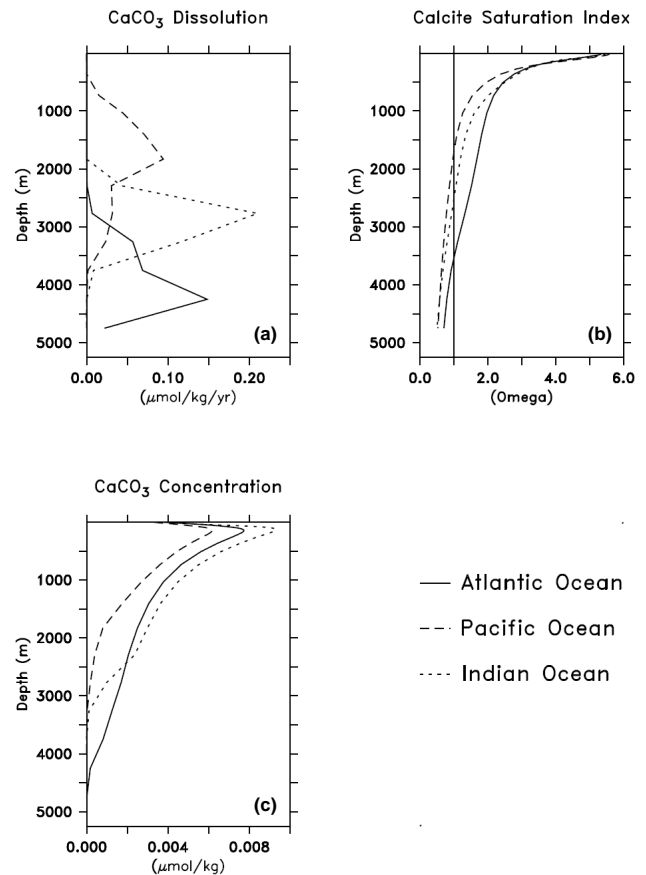 CaCO₃ Dissolution
1000
2000
3000
4000
5000
Depth (m)
(a)
0.00 0.10 0.20
(μmol/kg/yr)
Calcite Saturation Index
1000
2000
3000
4000
5000
Depth (m)
(b)
0.0 2.0 4.0 6.0
(Omega)
CaCO₃ Concentration
1000
2000
3000
4000
5000
Depth (m)
(c)
0.000 0.004 0.008
(μmol/kg)
Atlantic Ocean
Pacific Ocean
Indian Ocean